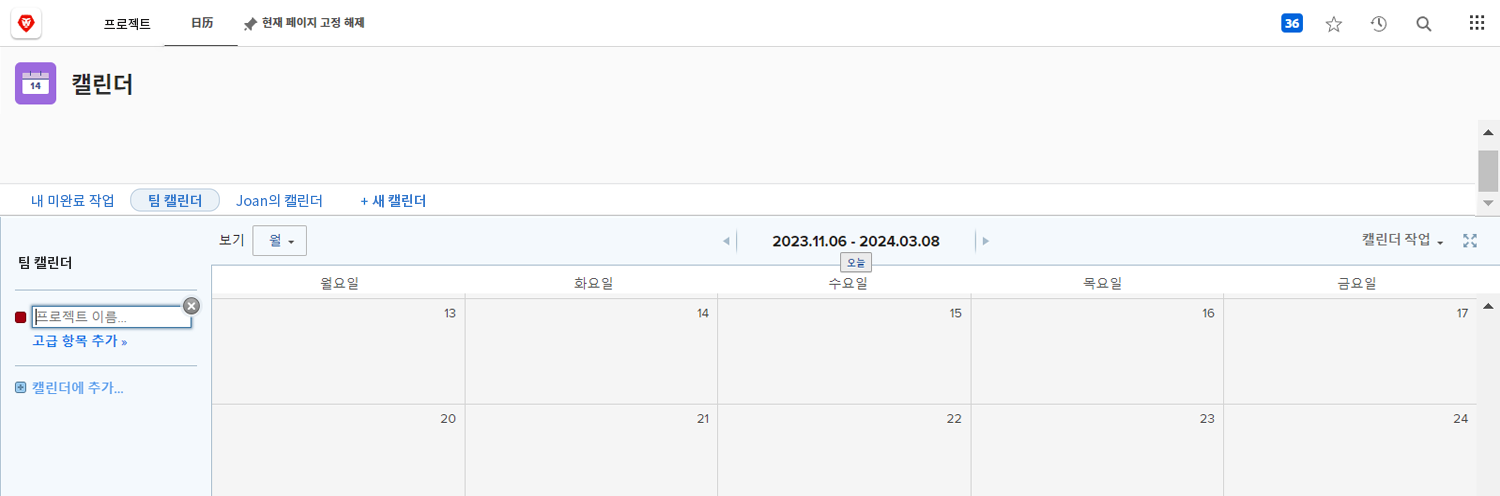 프로젝트 日历 현재 페이지 고정 해제 36
14 캘린더
내 미완료 작업 팀 캘린더 Joan의 캘린더 + 새 캘린더
보기 월 2023.11.06 - 2024.03.08 캘린더 작업
오늘
팀 캘린더
월요일 화요일 수요일 목요일 금요일
프로젝트 이름...
고급 항목 추가 »
캘린더에 추가...
13 14 15 16 17
20 21 22 23 24